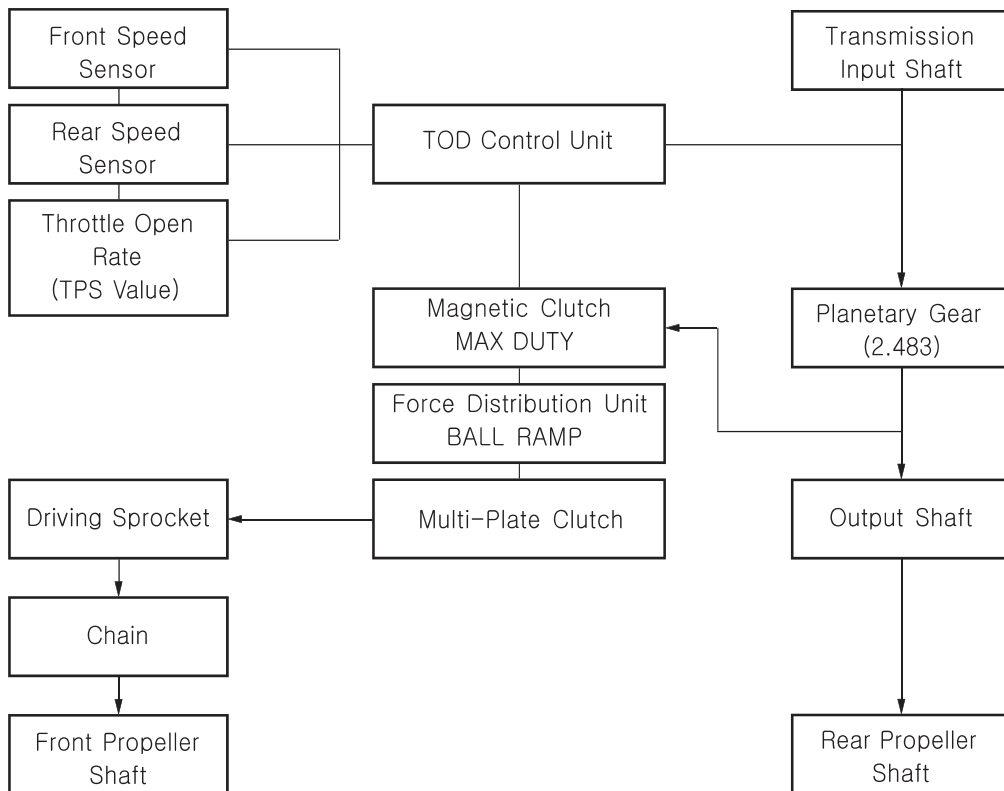 Front Speed
Sensor
Transmission
Input Shaft
Rear Speed
Sensor
TOD Control Unit
Throttle Open
Rate
(TPS Value)
Magnetic Clutch
MAX DUTY
Planetary Gear
(2.483)
Force Distribution Unit
BALL RAMP
Driving Sprocket
Multi-Plate Clutch
Output Shaft
Chain
Front Propeller
Shaft
Rear Propeller
Shaft